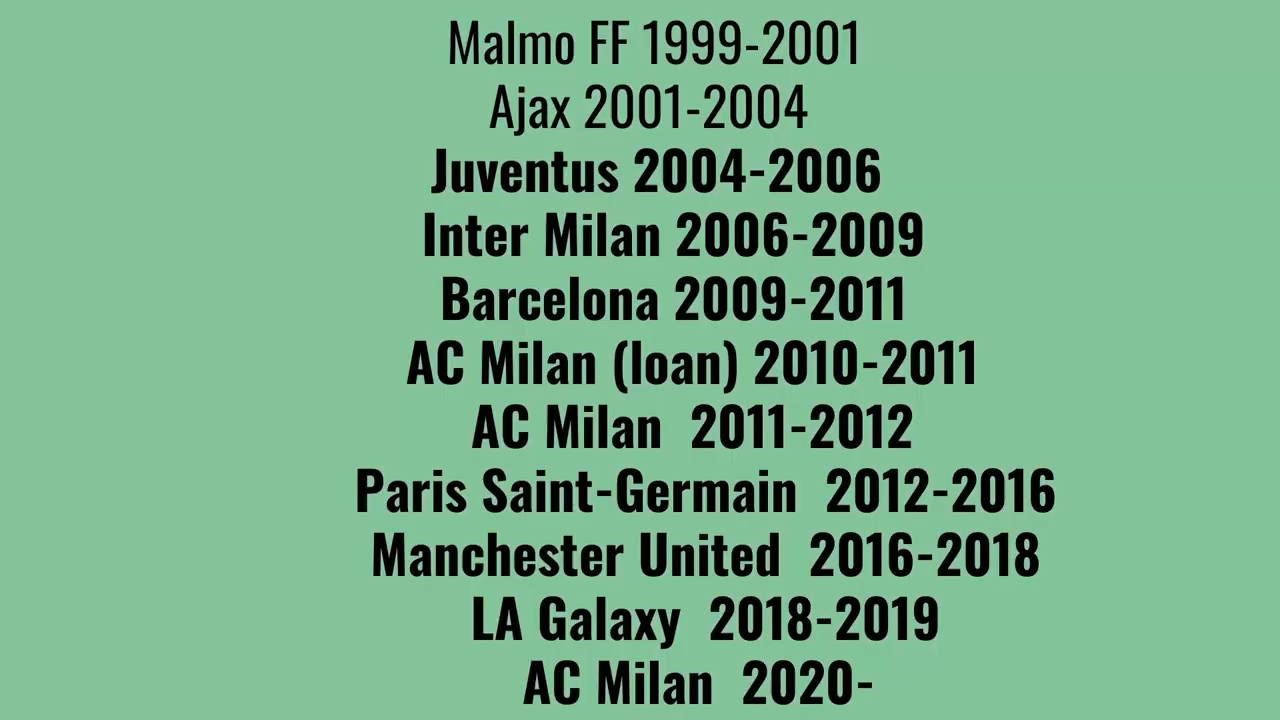 Malmo FF 1999-2001
Ajax 2001-2004
Juventus 2004-2006
Inter Milan 2006-2009
Barcelona 2009-2011
AC Milan (loan) 2010-2011
AC Milan  2011-2012
Paris Saint-Germain  2012-2016
Manchester United  2016-2018
LA Galaxy  2018-2019
AC Milan  2020-